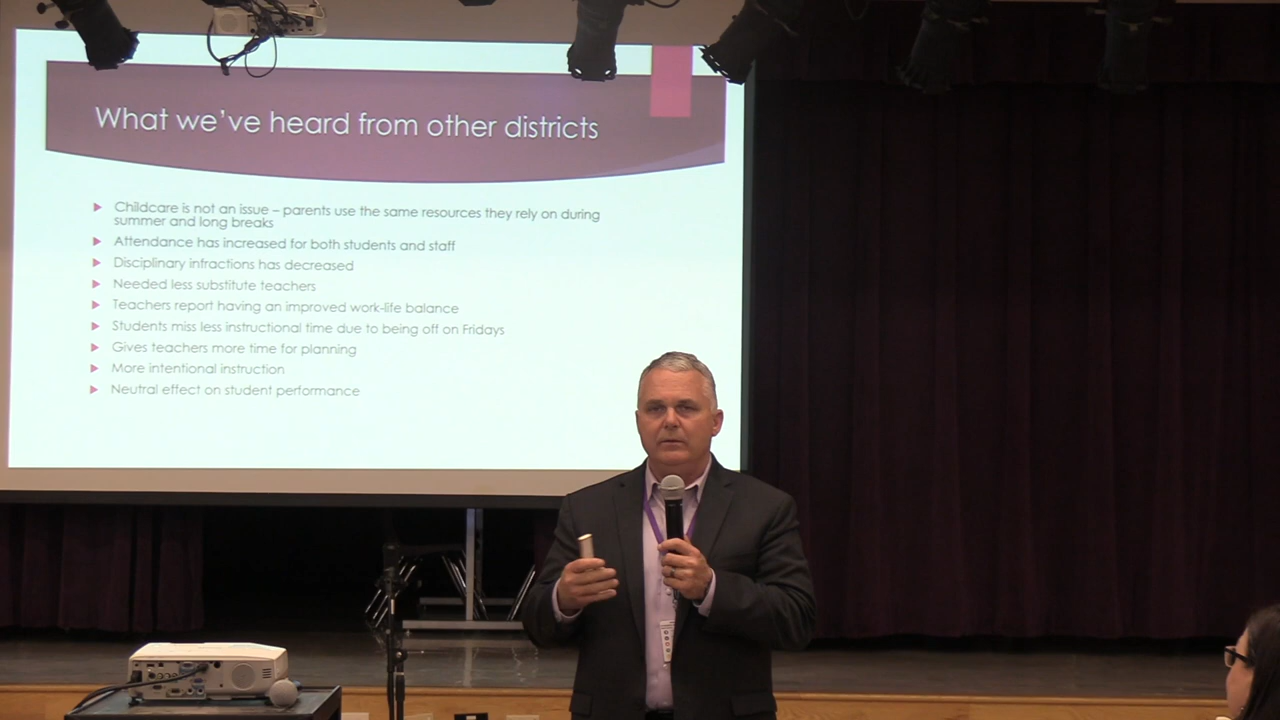 What we've heard from other districts
Childcare is not an issue – parents use the same resources they rely on during
summer and long breaks
Attendance has increased for both students and staff
Disciplinary infractions has decreased
Needed less substitute teachers
Teachers report having an improved work-life balance
Students miss less instructional time due to being off on Fridays
Gives teachers more time for planning
More intentional instruction
Neutral effect on student performance